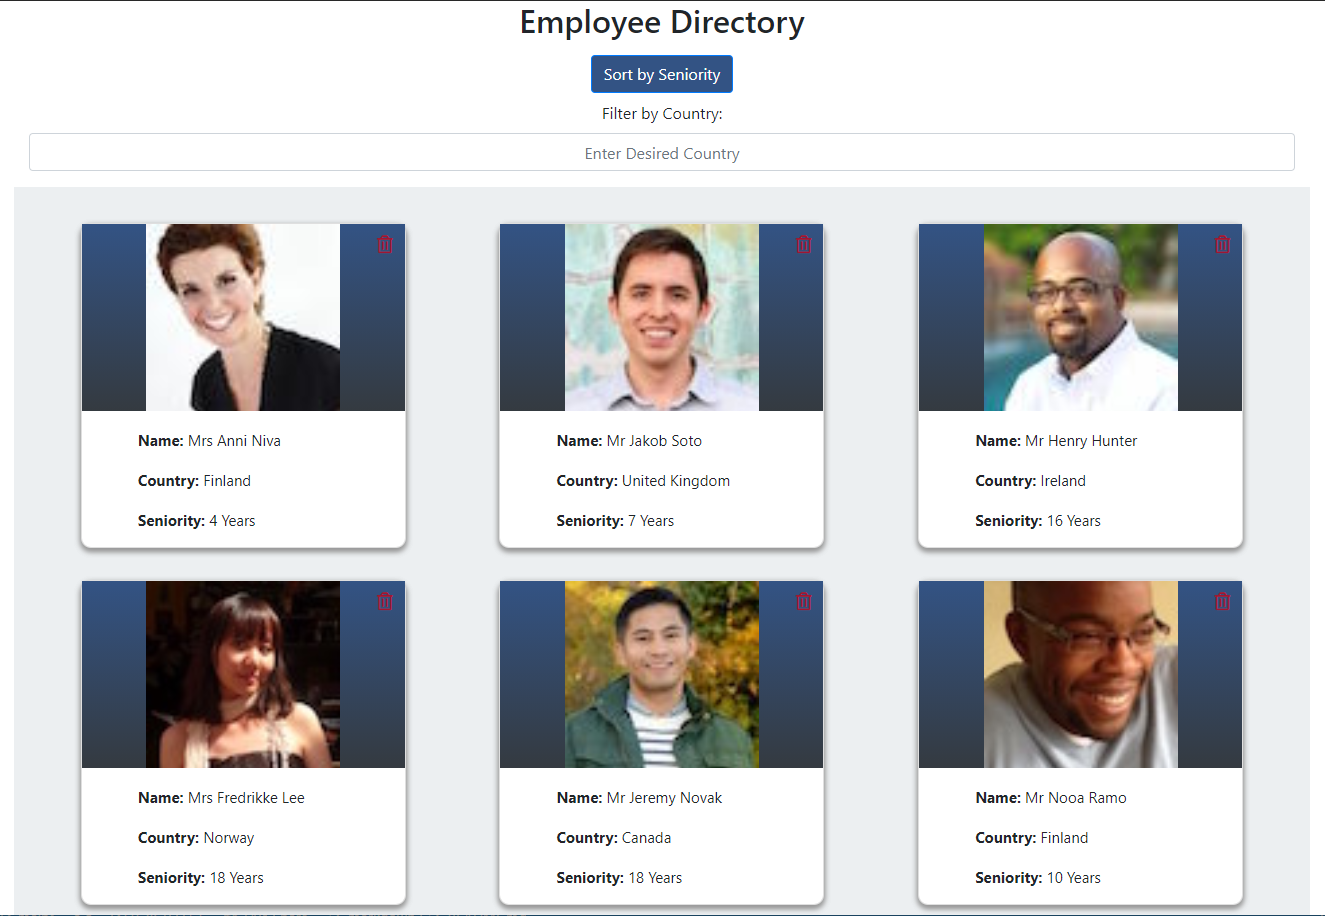 Employee Directory
Sort by Seniority
Filter by Country:
Enter Desired Country
Name: Mrs Anni Niva
Country: Finland
Seniority: 4 Years
Name: Mr Jakob Soto
Country: United Kingdom
Seniority: 7 Years
Name: Mr Henry Hunter
Country: Ireland
Seniority: 16 Years
Name: Mrs Fredrikke Lee
Country: Norway
Seniority: 18 Years
Name: Mr Jeremy Novak
Country: Canada
Seniority: 18 Years
Name: Mr Nooa Ramo
Country: Finland
Seniority: 10 Years